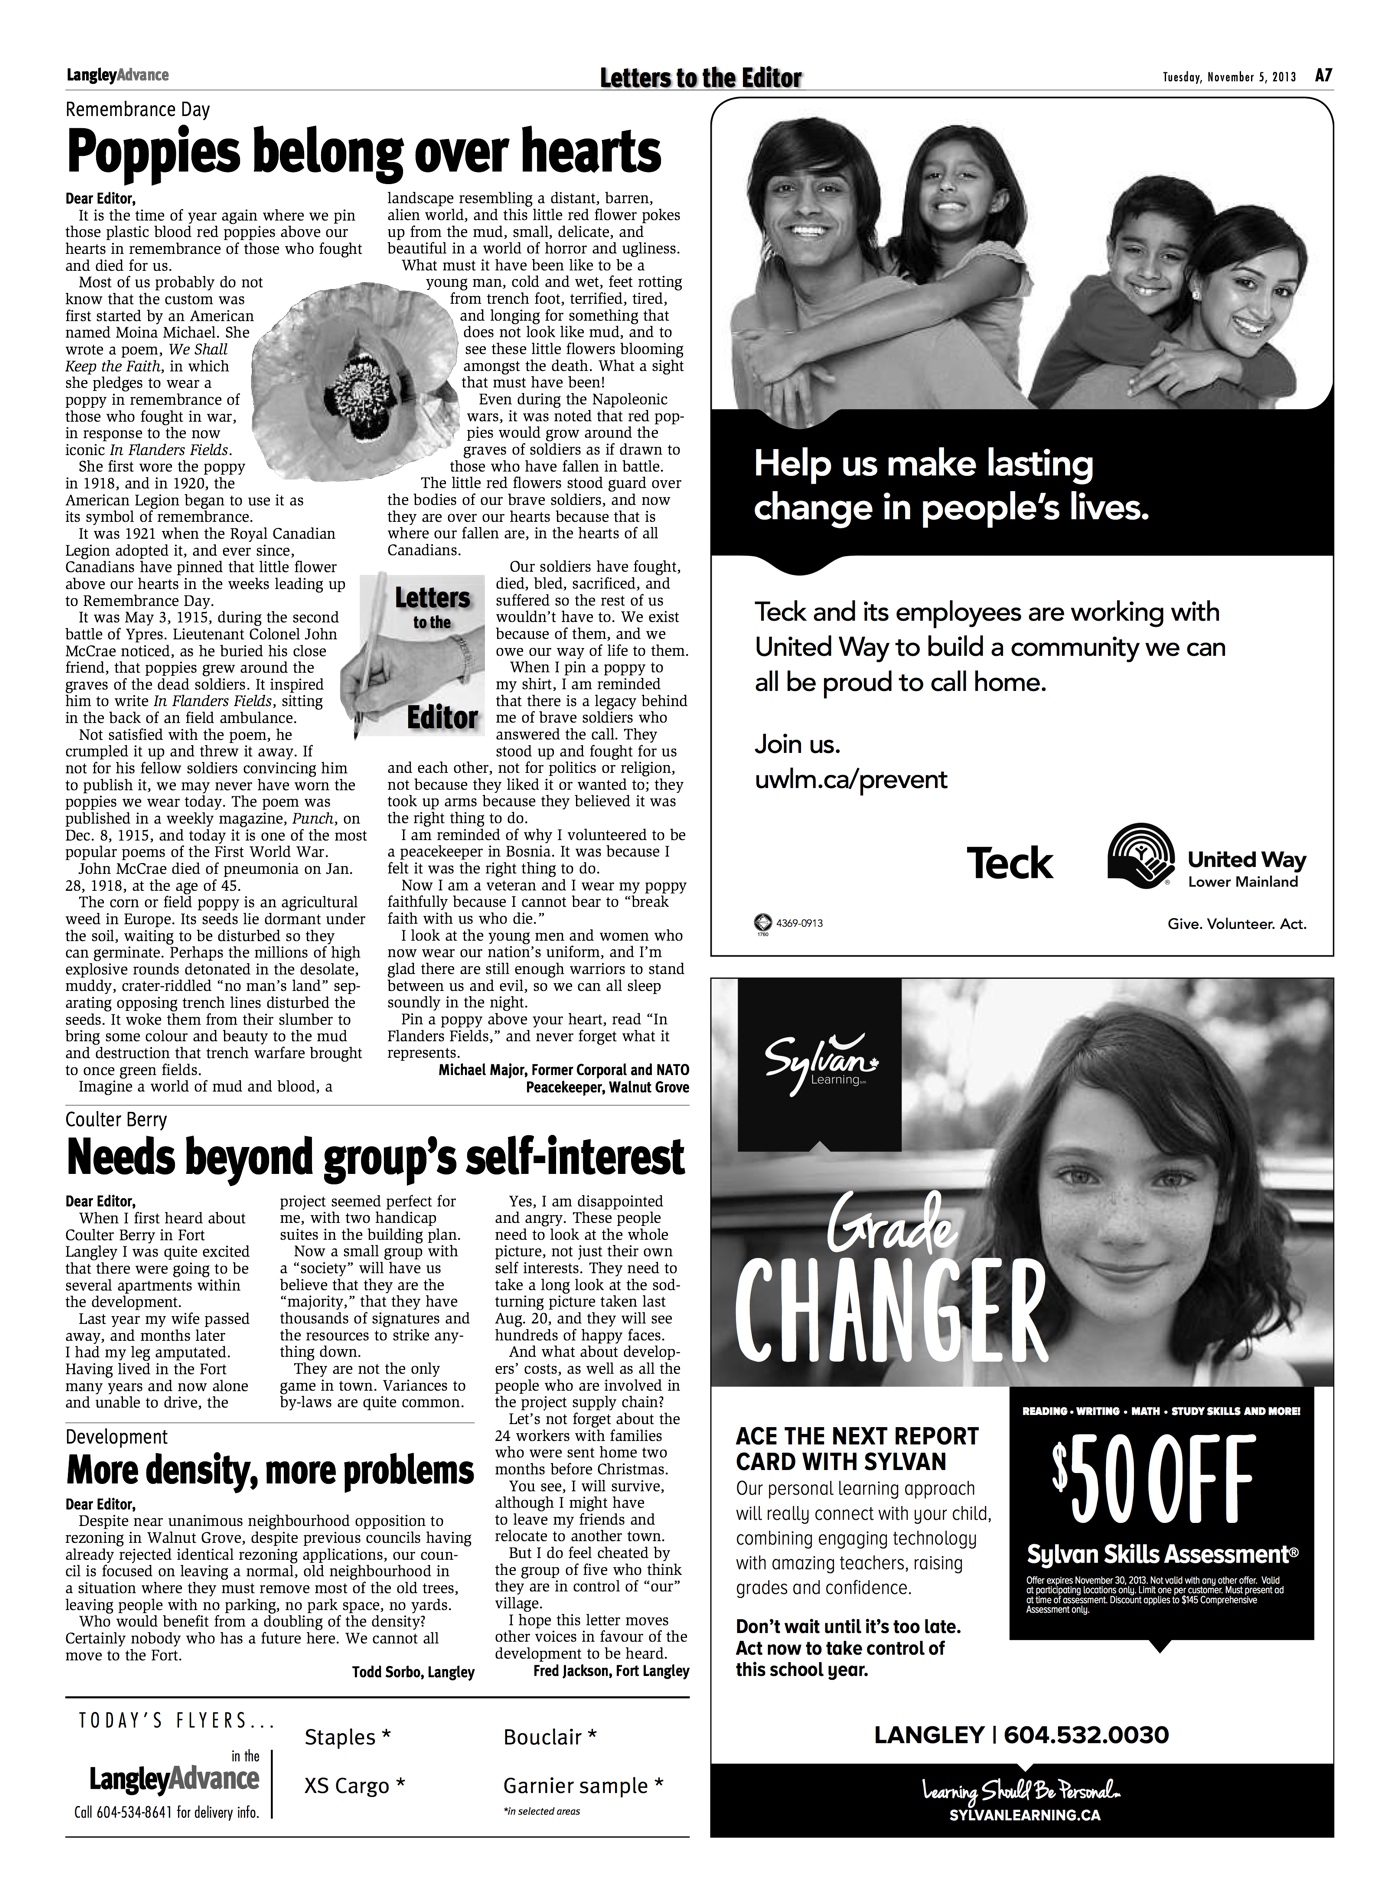 LangleyAdvance
Letters to the Editor
Tuesday, November 5, 2013 A7
Remembrance Day
Poppies belong over hearts
Dear Editor,
It is the time of year again where we pin
those plastic blood red poppies above our
hearts in remembrance of those who fought
and died for us.
Most of us probably do not
know that the custom was
first started by an American
named Moina Michael. She
wrote a poem, We Shall
Keep the Faith, in which
she pledges to wear a
poppy in remembrance of
those who fought in war,
in response to the now
iconic In Flanders Fields.
She first wore the poppy
in 1918, and in 1920, the
American Legion began to use it as
its symbol of remembrance.
It was 1921 when the Royal Canadian
Legion adopted it, and ever since,
Canadians have pinned that little flower
above our hearts in the weeks leading up
to Remembrance Day.
It was May 3, 1915, during the second
battle of Ypres. Lieutenant Colonel John
McCrae noticed, as he buried his close
friend, that poppies grew around the
graves of the dead soldiers. It inspired
him to write In Flanders Fields, sitting
in the back of an field ambulance.
Not satisfied with the poem, he
crumpled it up and threw it away. If
not for his fellow soldiers convincing him
to publish it, we may never have worn the
poppies we wear today. The poem was
published in a weekly magazine, Punch, on
Dec. 8, 1915, and today it is one of the most
popular poems of the First World War.
John McCrae died of pneumonia on Jan.
28, 1918, at the age of 45.
The corn or field poppy is an agricultural
weed in Europe. Its seeds lie dormant under
the soil, waiting to be disturbed so they
can germinate. Perhaps the millions of high
explosive rounds detonated in the desolate,
muddy, crater-riddled “no man’s land” sep-
arating opposing trench lines disturbed the
seeds. It woke them from their slumber to
bring some colour and beauty to the mud
and destruction that trench warfare brought
to once green fields.
Imagine a world of mud and blood, a
landscape resembling a distant, barren,
alien world, and this little red flower pokes
up from the mud, small, delicate, and
beautiful in a world of horror and ugliness.
What must it have been like to be a
young man, cold and wet, feet rotting
from trench foot, terrified, tired,
and longing for something that
does not look like mud, and to
see these little flowers blooming
amongst the death. What a sight
that must have been!
Even during the Napoleonic
wars, it was noted that red pop-
pies would grow around the
graves of soldiers as if drawn to
those who have fallen in battle.
The little red flowers stood guard over
the bodies of our brave soldiers, and now
they are over our hearts because that is
where our fallen are, in the hearts of all
Canadians.
Letters
to the
Editor
Our soldiers have fought,
died, bled, sacrificed, and
suffered so the rest of us
wouldn’t have to. We exist
because of them, and we
owe our way of life to them.
When I pin a poppy to
my shirt, I am reminded
that there is a legacy behind
me of brave soldiers who
answered the call. They
stood up and fought for us
and each other, not for politics or religion,
not because they liked it or wanted to; they
took up arms because they believed it was
the right thing to do.
I am reminded of why I volunteered to be
a peacekeeper in Bosnia. It was because I
felt it was the right thing to do.
Now I am a veteran and I wear my poppy
faithfully because I cannot bear to “break
faith with us who die.”
I look at the young men and women who
now wear our nation’s uniform, and I’m
glad there are still enough warriors to stand
between us and evil, so we can all sleep
soundly in the night.
Pin a poppy above your heart, read “In
Flanders Fields,” and never forget what it
represents.
Michael Major, Former Corporal and NATO
Peacekeeper, Walnut Grove
Coulter Berry
Needs beyond group’s self-interest
Dear Editor,
When I first heard about
Coulter Berry in Fort
Langley I was quite excited
that there were going to be
several apartments within
the development.
Last year my wife passed
away, and months later
I had my leg amputated.
Having lived in the Fort
many years and now alone
and unable to drive, the
project seemed perfect for
me, with two handicap
suites in the building plan.
Now a small group with
a “society” will have us
believe that they are the
“majority,” that they have
thousands of signatures and
the resources to strike any-
thing down.
They are not the only
game in town. Variances to
by-laws are quite common.
Yes, I am disappointed
and angry. These people
need to look at the whole
picture, not just their own
self interests. They need to
take a long look at the sod-
turning picture taken last
Aug. 20, and they will see
hundreds of happy faces.
And what about develop-
ers’ costs, as well as all the
people who are involved in
the project supply chain?
Let’s not forget about the
24 workers with families
who were sent home two
months before Christmas.
You see, I will survive,
although I might have
to leave my friends and
relocate to another town.
But I do feel cheated by
the group of five who think
they are in control of “our”
village.
I hope this letter moves
other voices in favour of the
development to be heard.
Fred Jackson, Fort Langley
Development
More density, more problems
Dear Editor,
Despite near unanimous neighbourhood opposition to
rezoning in Walnut Grove, despite previous councils having
already rejected identical rezoning applications, our coun-
cil is focused on leaving a normal, old neighbourhood in
a situation where they must remove most of the old trees,
leaving people with no parking, no park space, no yards.
Who would benefit from a doubling of the density?
Certainly nobody who has a future here. We cannot all
move to the Fort.
Todd Sorbo, Langley
TODAY’S FLYERS...
in the
LangleyAdvance
Call 604-534-8641 for delivery info.
Staples *
XS Cargo *
Bouclair *
Garnier sample *
*in selected areas
Help us make lasting
change in people’s lives.
Teck and its employees are working with
United Way to build a community we can
all be proud to call home.
Join us.
uwlm.ca/prevent
Teck
United Way
Lower Mainland
1760
4369-0913
Give. Volunteer. Act.
Sylvan
Learning
Grade
CHANGER
ACE THE NEXT REPORT
CARD WITH SYLVAN
Our personal learning approach
will really connect with your child,
combining engaging technology
with amazing teachers, raising
grades and confidence.
Don’t wait until it’s too late.
Act now to take control of
this school year.
READING • WRITING • MATH • STUDY SKILLS AND MORE!
$50 OFF
Sylvan Skills Assessment®
Offer expires November 30, 2013. Not valid with any other offer. Valid
at participating locations only. Limit one per customer. Must present ad
at time of assessment. Discount applies to $145 Comprehensive
Assessment only.
LANGLEY | 604.532.0030
Learning Should Be Personal
SYLVANLEARNING.CA